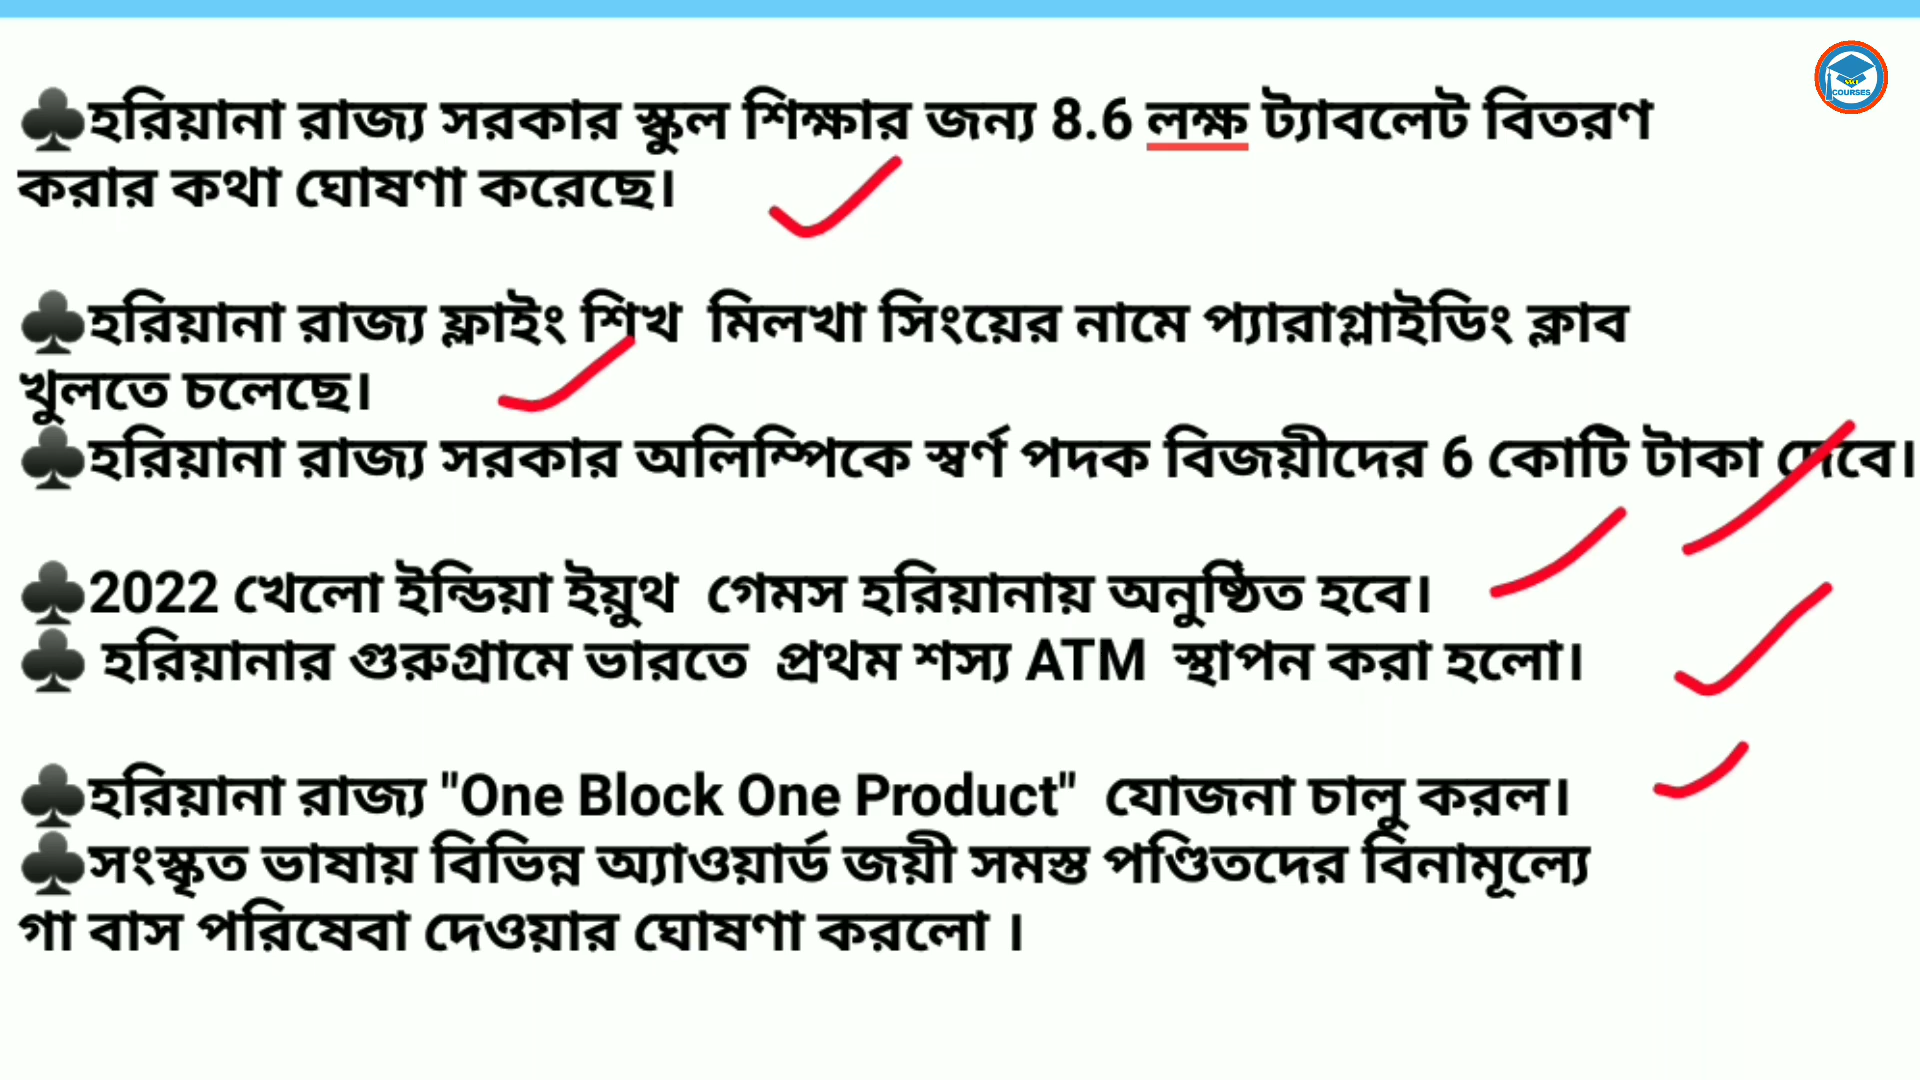 ♣হরিয়ানা রাজ্য সরকার স্কুল শিক্ষার জন্য 8.6 লক্ষ ট্যাবলেট বিতরণ
করার কথা ঘোষণা করেছে।
♣হরিয়ানা রাজ্য ফ্লাইং শিখ মিলখা সিংয়ের নামে প্যারাগ্লাইডিং ক্লাব
খুলতে চলেছে।
♣হরিয়ানা রাজ্য সরকার অলিম্পিকে স্বর্ণ পদক বিজয়ীদের 6 কোটি টাকা দেবে।
♣2022 খেলো ইন্ডিয়া ইয়ুথ গেমস হরিয়ানায় অনুষ্ঠিত হবে।
♣ হরিয়ানার গুরুগ্রামে ভারতে প্রথম শস্য ATM স্থাপন করা হলো।
♣হরিয়ানা রাজ্য "One Block One Product" যোজনা চালু করল।
♣সংস্কৃত ভাষায় বিভিন্ন অ্যাওয়ার্ড জয়ী সমস্ত পণ্ডিতদের বিনামূল্যে
গা বাস পরিষেবা দেওয়ার ঘোষণা করলো ।
COURSES